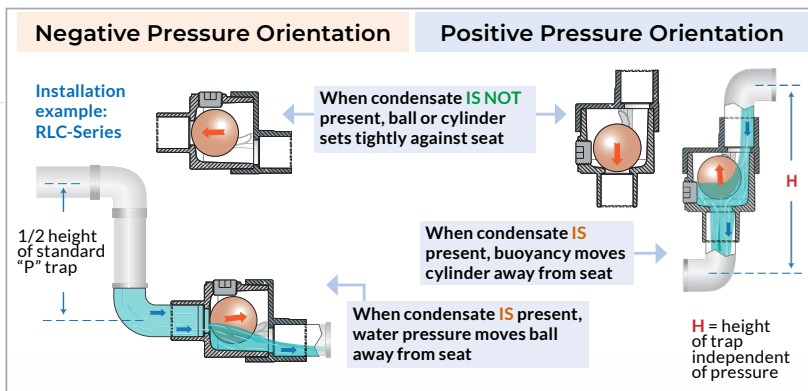 Negative Pressure Orientation
Positive Pressure Orientation
Installation
example:
RLC-Series
When condensate IS NOT
present, ball or cylinder
sets tightly against seat
1/2 height
of standard
“P” trap
When condensate IS
present, buoyancy moves
cylinder away from seat
When condensate IS present,
water pressure moves ball
away from seat
H
H = height
of trap
independent
of pressure